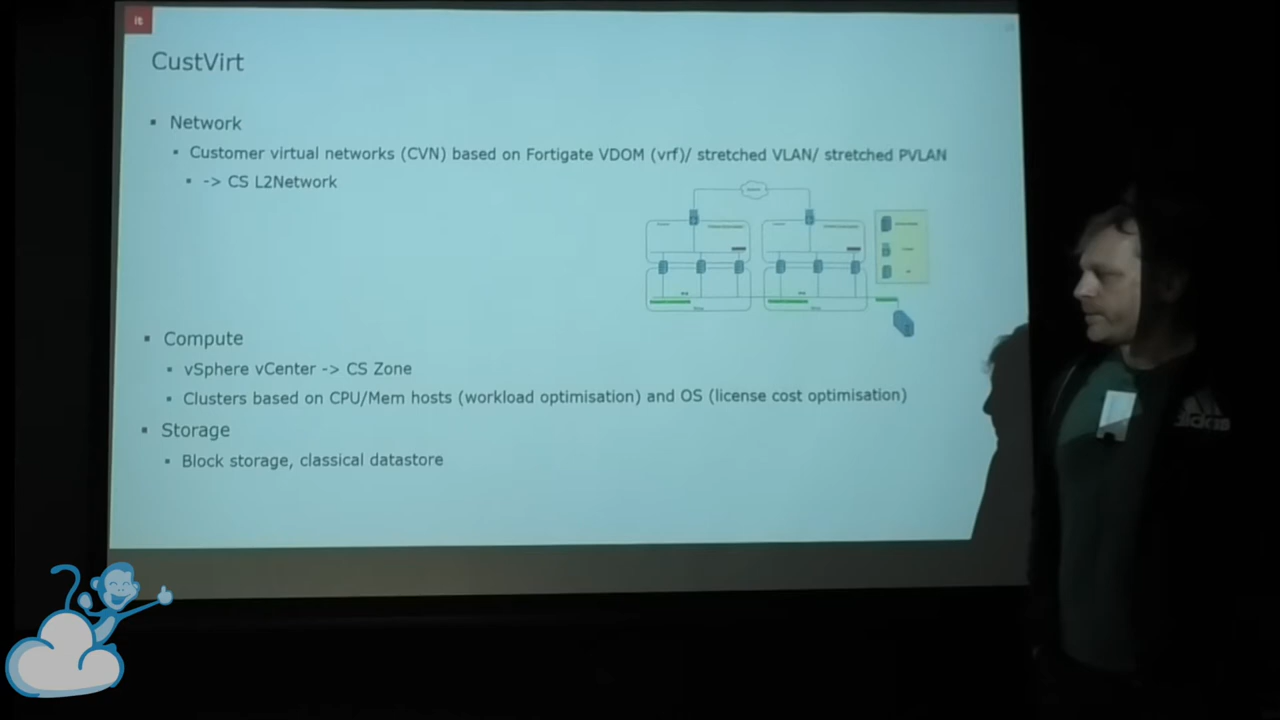 it
CustVirt
Network
Customer virtual networks (CVN) based on Fortigate VDOM (vrf)/ stretched VLAN/ stretched PVLAN
-> CS L2Network
Compute
vSphere vCenter -> CS Zone
Clusters based on CPU/Mem hosts (workload optimisation) and OS (license cost optimisation)
Storage
Block storage, classical datastore
adidas